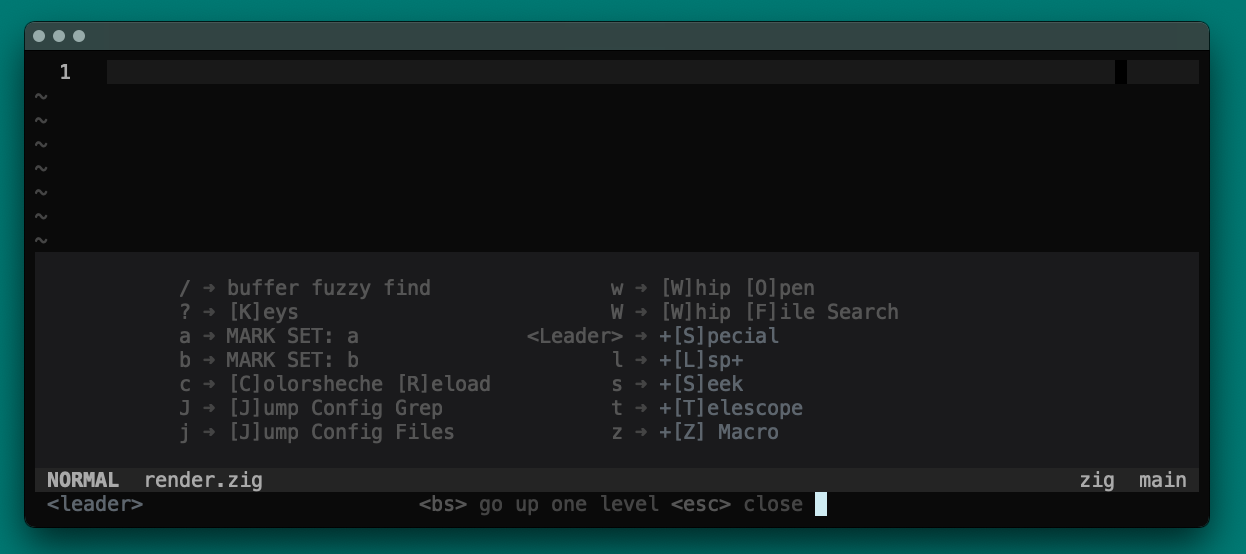 1
~
~
~
~
~
~
~
/ → buffer fuzzy find w → [W]hip [O]pen
? → [K]eys W → [W]hip [F]ile Search
a → MARK SET: a <Leader> → +[S]pecial
b → MARK SET: b l → +[L]sp+
c → [C]olorsheche [R]eload s → +[S]eek
J → [J]ump Config Grep t → +[T]elescope
j → [J]ump Config Files z → +[Z] Macro
NORMAL render.zig zig main
<leader> <bs> go up one level <esc> close